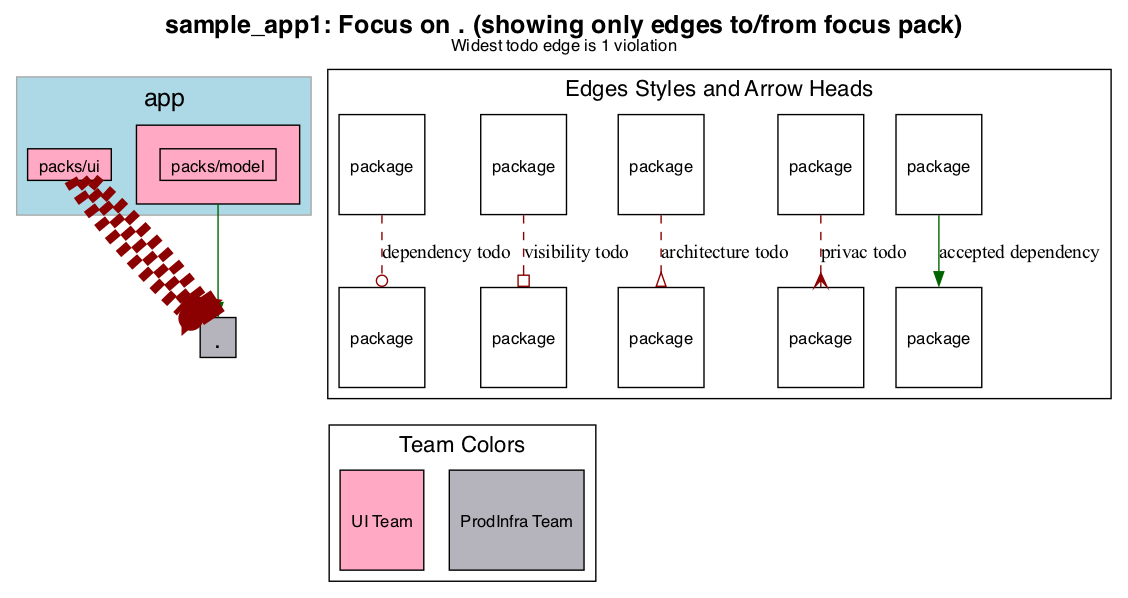 sample_app1: Focus on . (showing only edges to/from focus pack)
Widest todo edge is 1 violation
app
packs/ui
packs/model
.
Edges Styles and Arrow Heads
package package package package package
dependency todo visibility todo architecture todo privac todo accepted dependency
package package package package package
Team Colors
UI Team ProdInfra Team